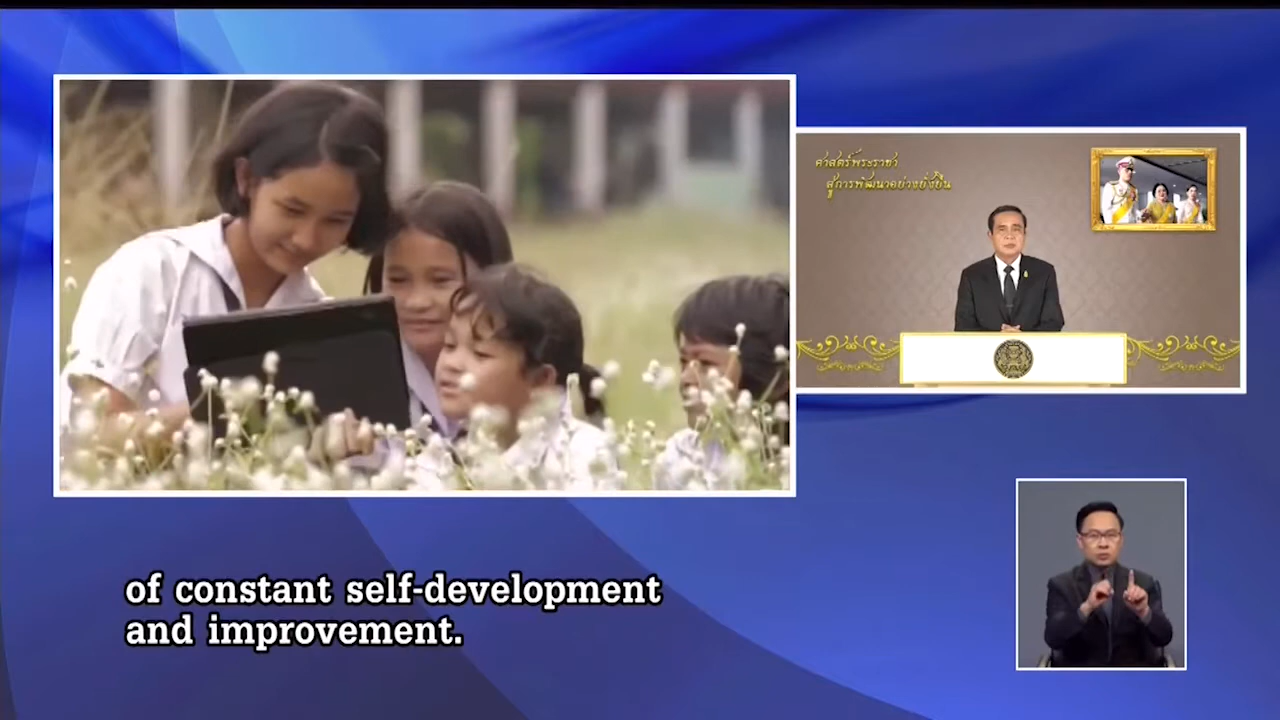 ศาสตร์พระราชา
สู่การพัฒนาอย่างยั่งยืน
of constant self-development
and improvement.